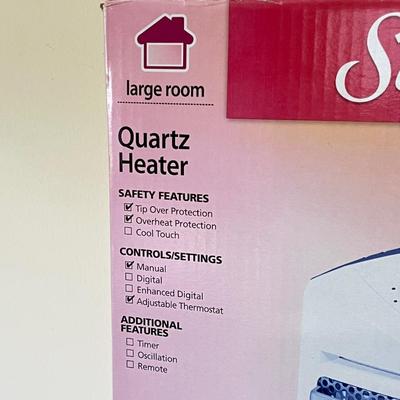 large room
Quartz
Heater
SAFETY FEATURES
☑ Tip Over Protection
☑ Overheat Protection
☐ Cool Touch
CONTROLS/SETTINGS
☑ Manual
☐ Digital
☐ Enhanced Digital
☑ Adjustable Thermostat
ADDITIONAL
FEATURES
☐ Timer
☐ Oscillation
☐ Remote